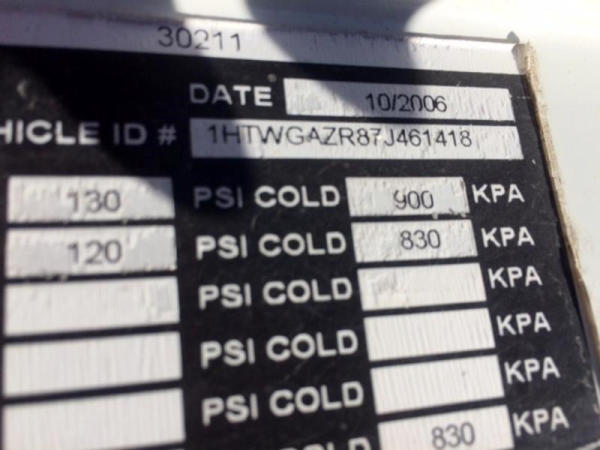 30211
DATE 10/2006
HICLE ID # 1HTWGAZR87J461418
130 PSI COLD 900 KPA
120 PSI COLD 830 KPA
PSI COLD KPA
PSI COLD KPA
PSI COLD KPA
830 KPA